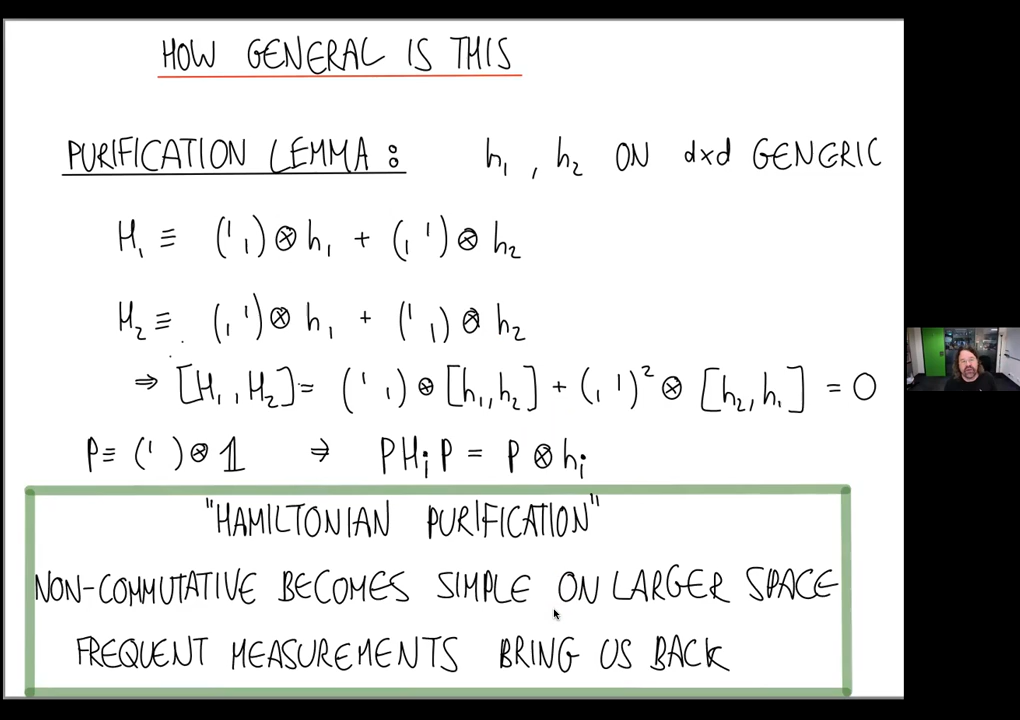 HOW GENERAL IS THIS
PURIFICATION LEMMA: h₁, h₂ ON d×d GENERIC
H₁ ≡ (¹ ₁) ⊗ h₁ + (₁ ¹) ⊗ h₂
H₂ ≡ (₁ ¹) ⊗ h₁ + (¹ ₁) ⊗ h₂
⇒ [H₁, H₂] = (¹ ₁) ⊗ [h₁, h₂] + (₁ ¹)² ⊗ [h₂, h₁] = 0
P ≡ (¹ ) ⊗ 𝟙 ⇒ PHᵢP = P ⊗ hᵢ
"HAMILTONIAN PURIFICATION"
NON-COMMUTATIVE BECOMES SIMPLE ON LARGER SPACE
FREQUENT MEASUREMENTS BRING US BACK